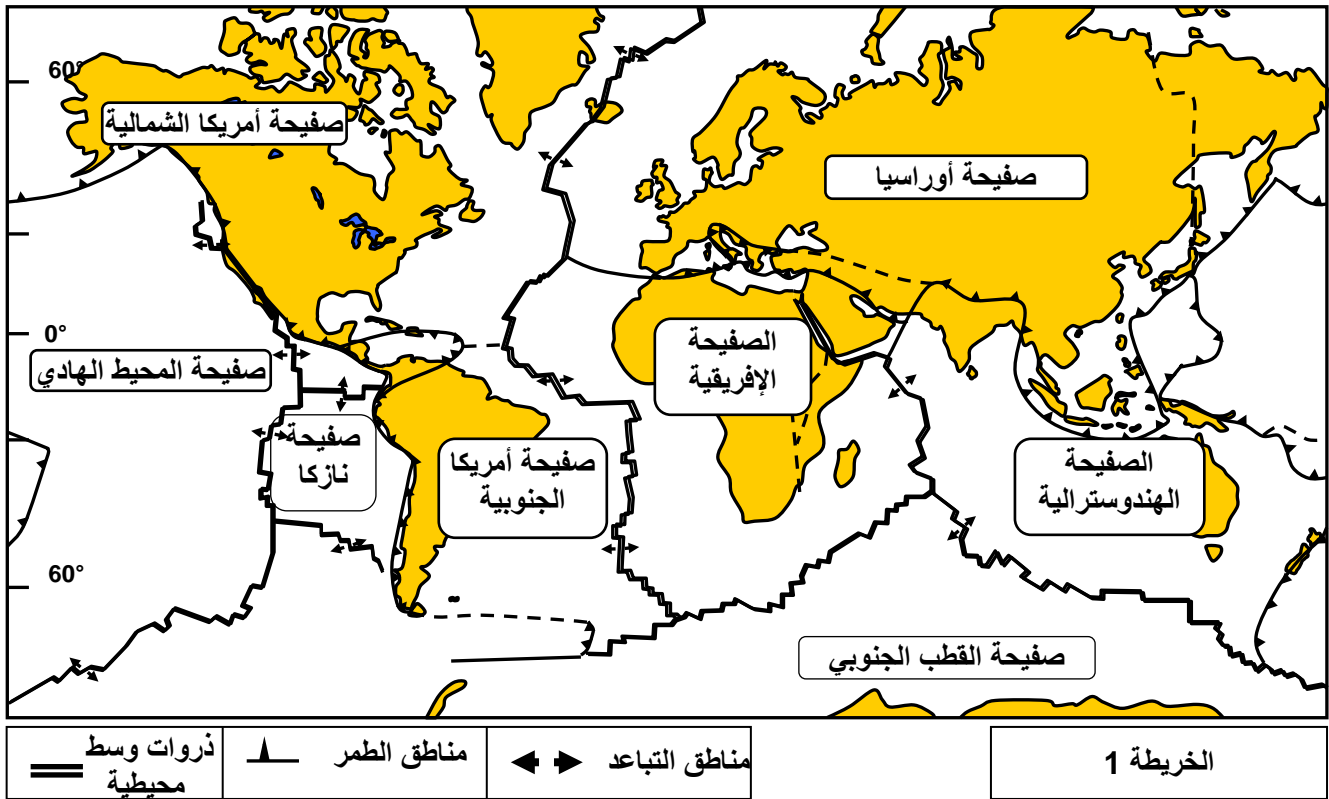 60°
صفيحة أمريكا الشمالية
صفيحة أوراسيا
0°
صفيحة المحيط الهادي
الصفيحة
الإفريقية
صفيحة
نازكا
صفيحة أمريكا
الجنوبية
الصفيحة
الهندوسترالية
60°
صفيحة القطب الجنوبي
ذروات وسط
محيطية
مناطق الطمر
مناطق التباعد
الخريطة 1